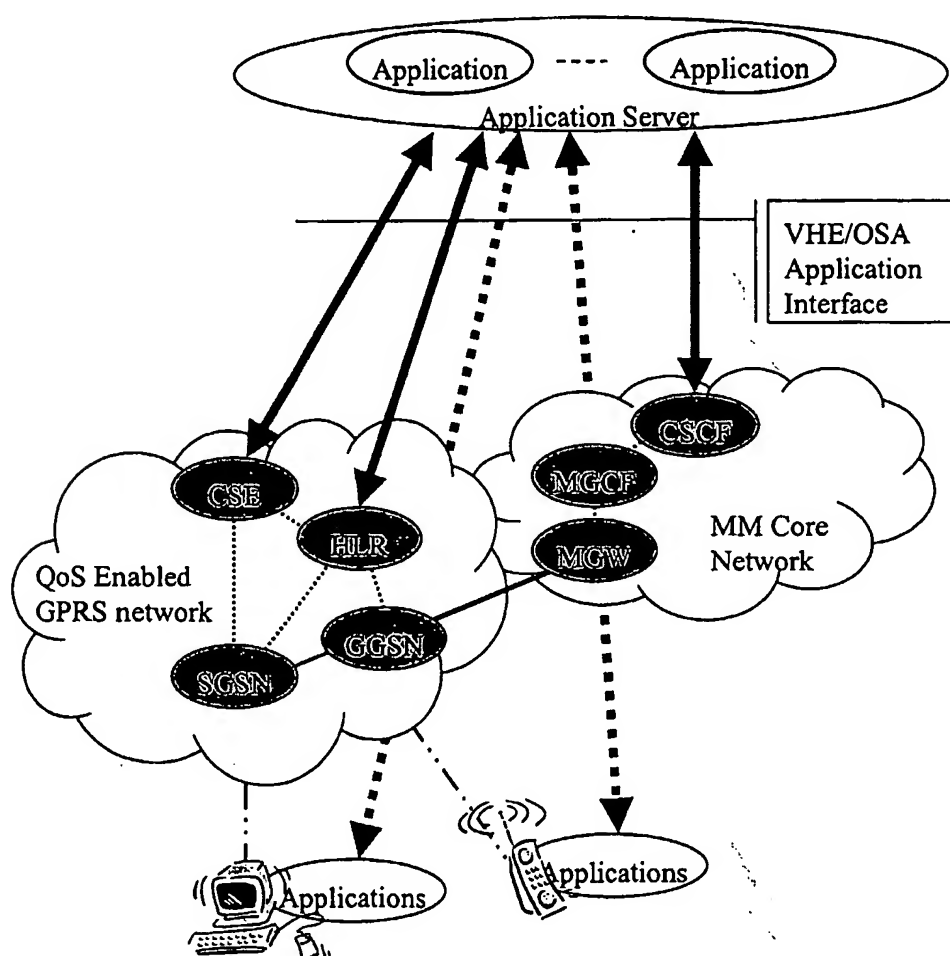 Application
Application
Application Server
VHE/OSA
Application
Interface
CSCF
CSE
MGCF
HLR
MGW
MM Core
Network
QoS Enabled
GPRS network
GGSN
SGSN
Applications
Applications